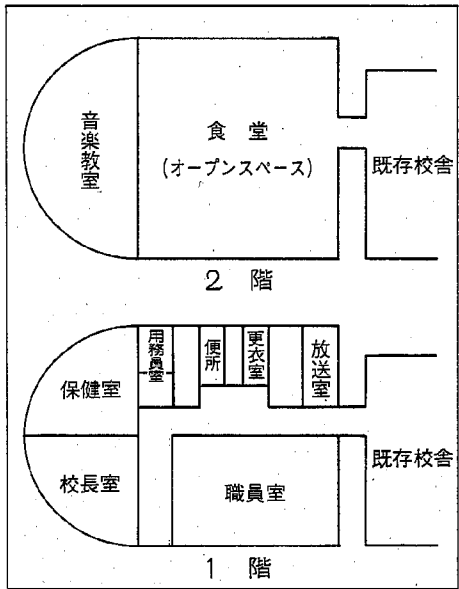 音楽教室
食堂
(オープンスペース)
既存校舎
2階
用務員室
便所
更衣室
放送室
保健室
校長室
職員室
既存校舎
1階